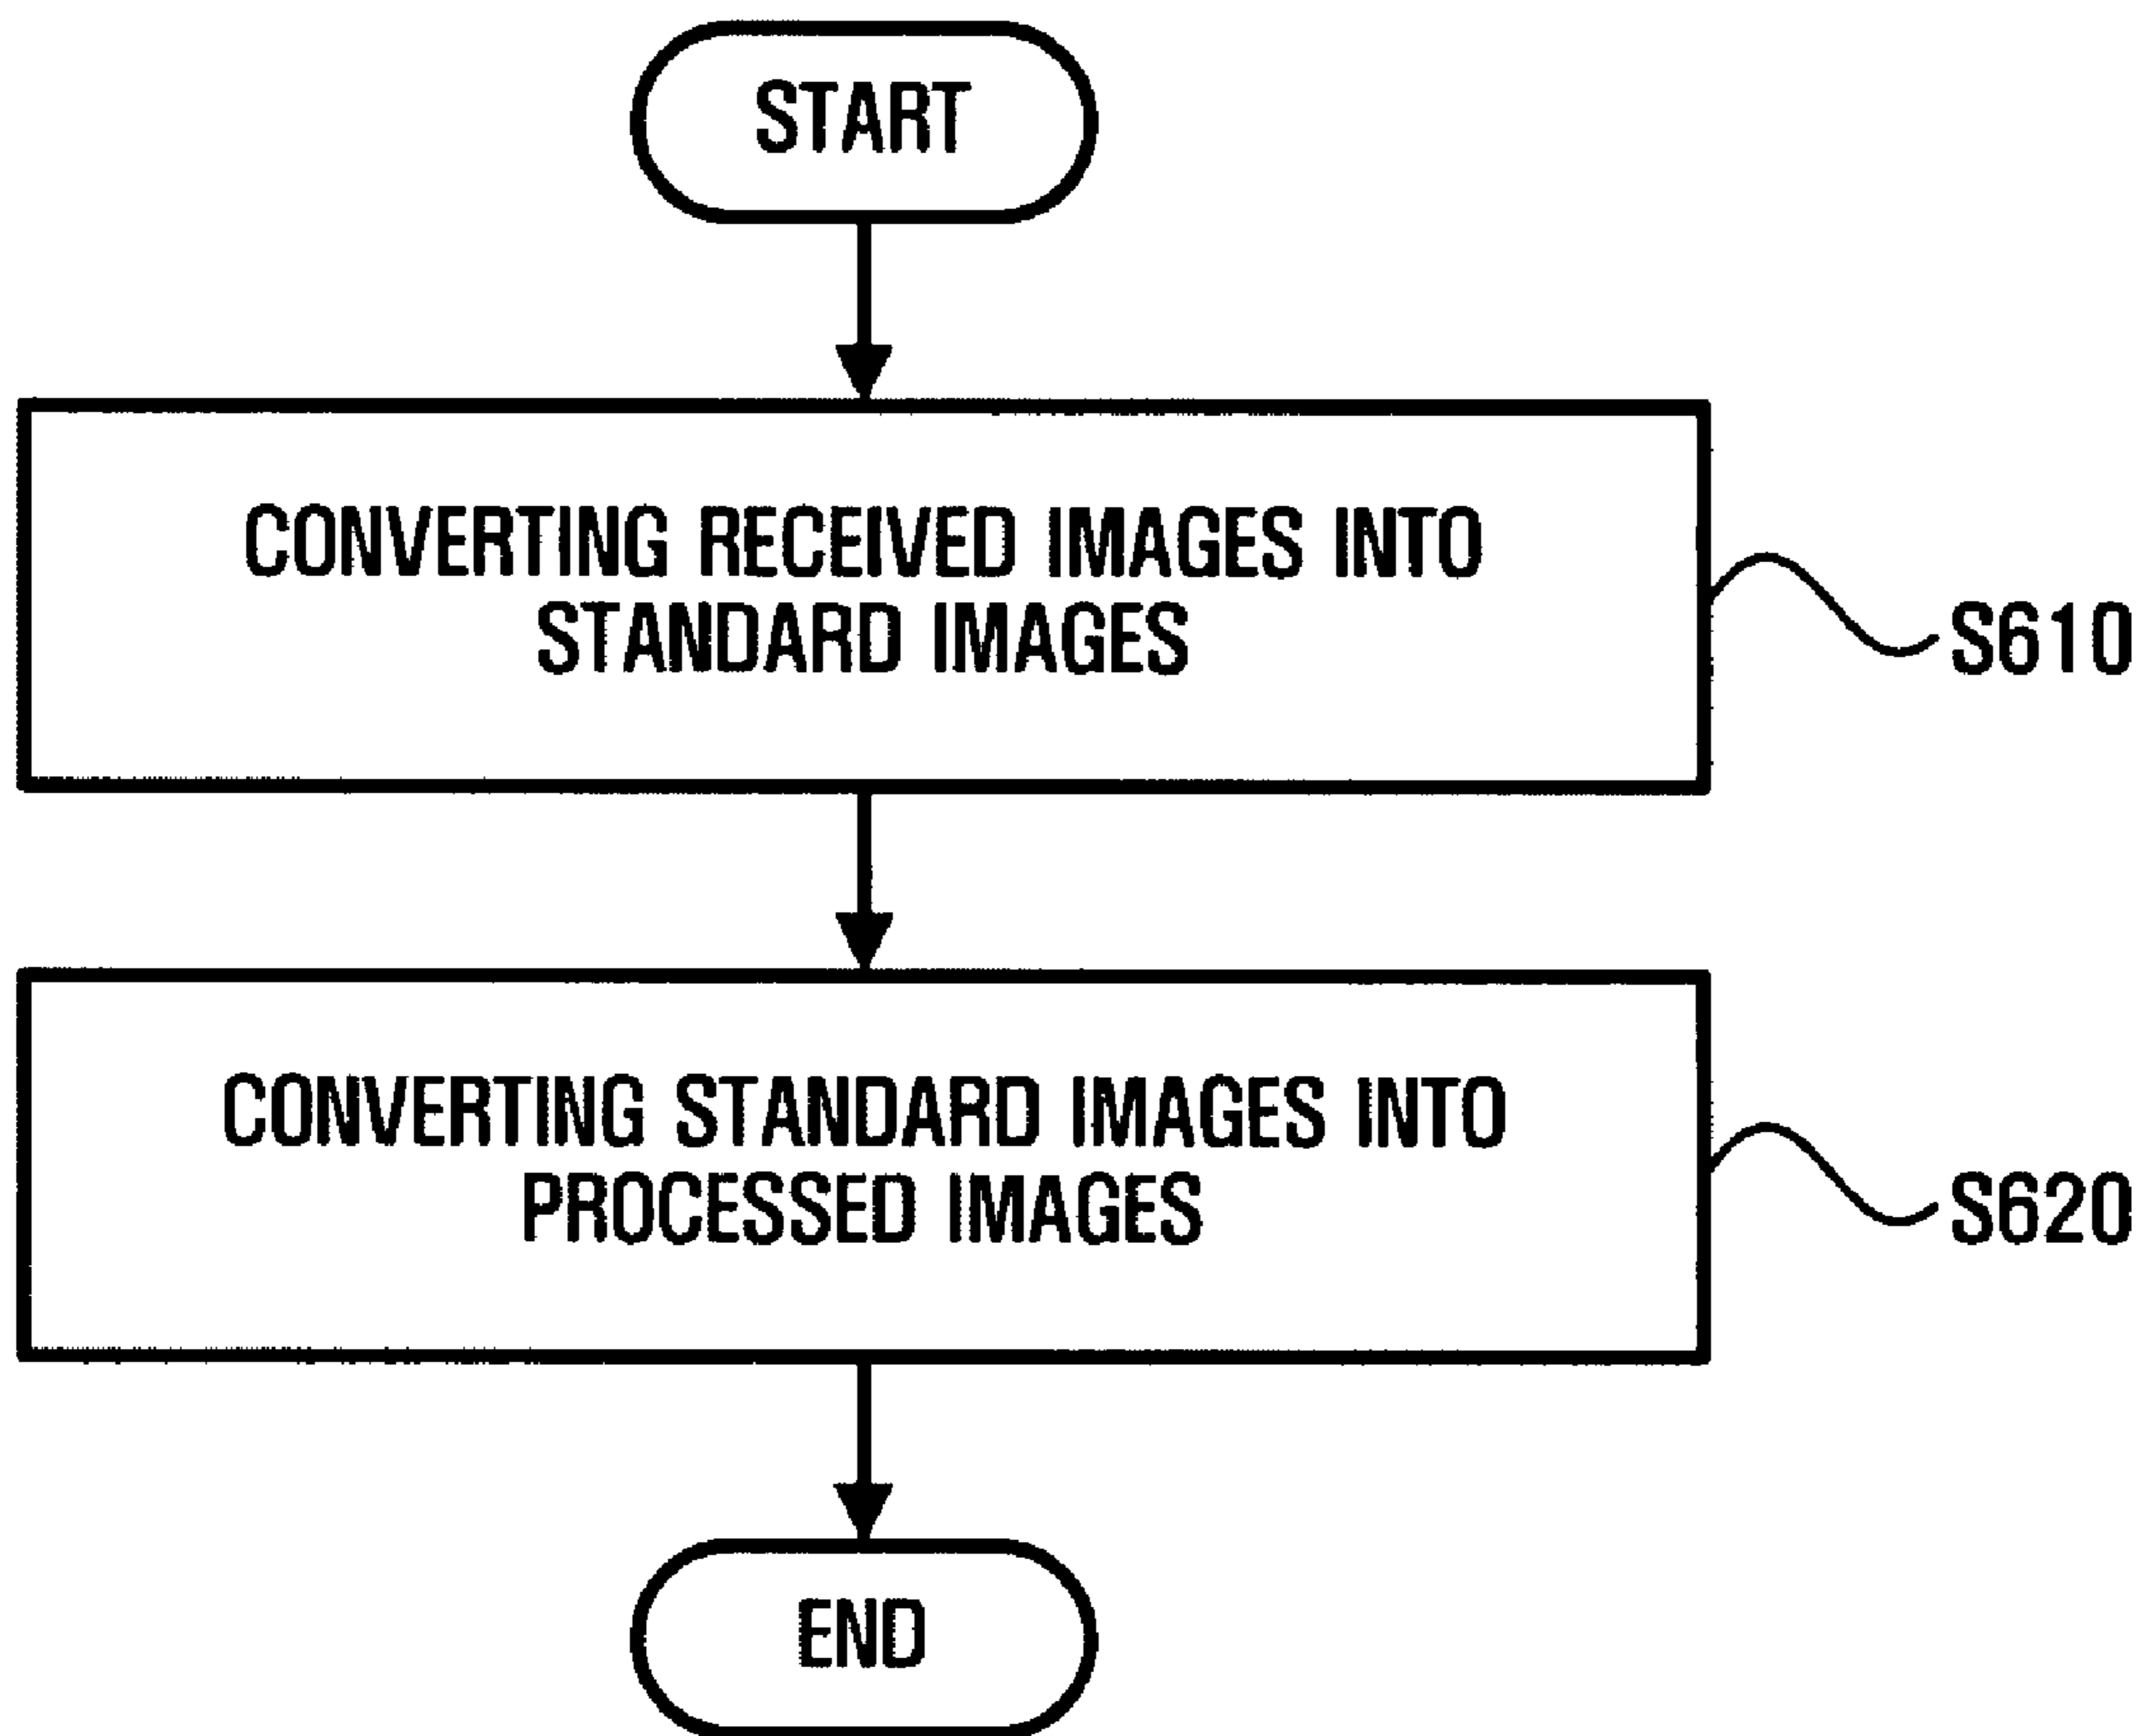 START
CONVERTING RECEIVED IMAGES INTO
STANDARD IMAGES
S610
CONVERTING STANDARD IMAGES INTO
PROCESSED IMAGES
S620
END